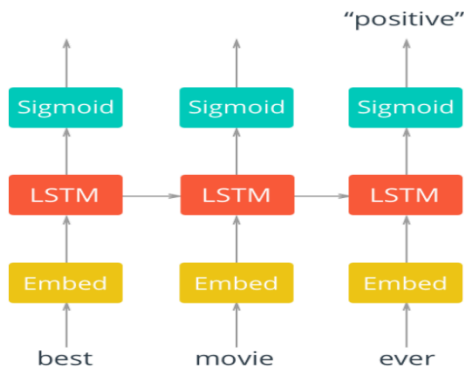 “positive”
Sigmoid Sigmoid Sigmoid
LSTM LSTM LSTM
Embed Embed Embed
best movie ever